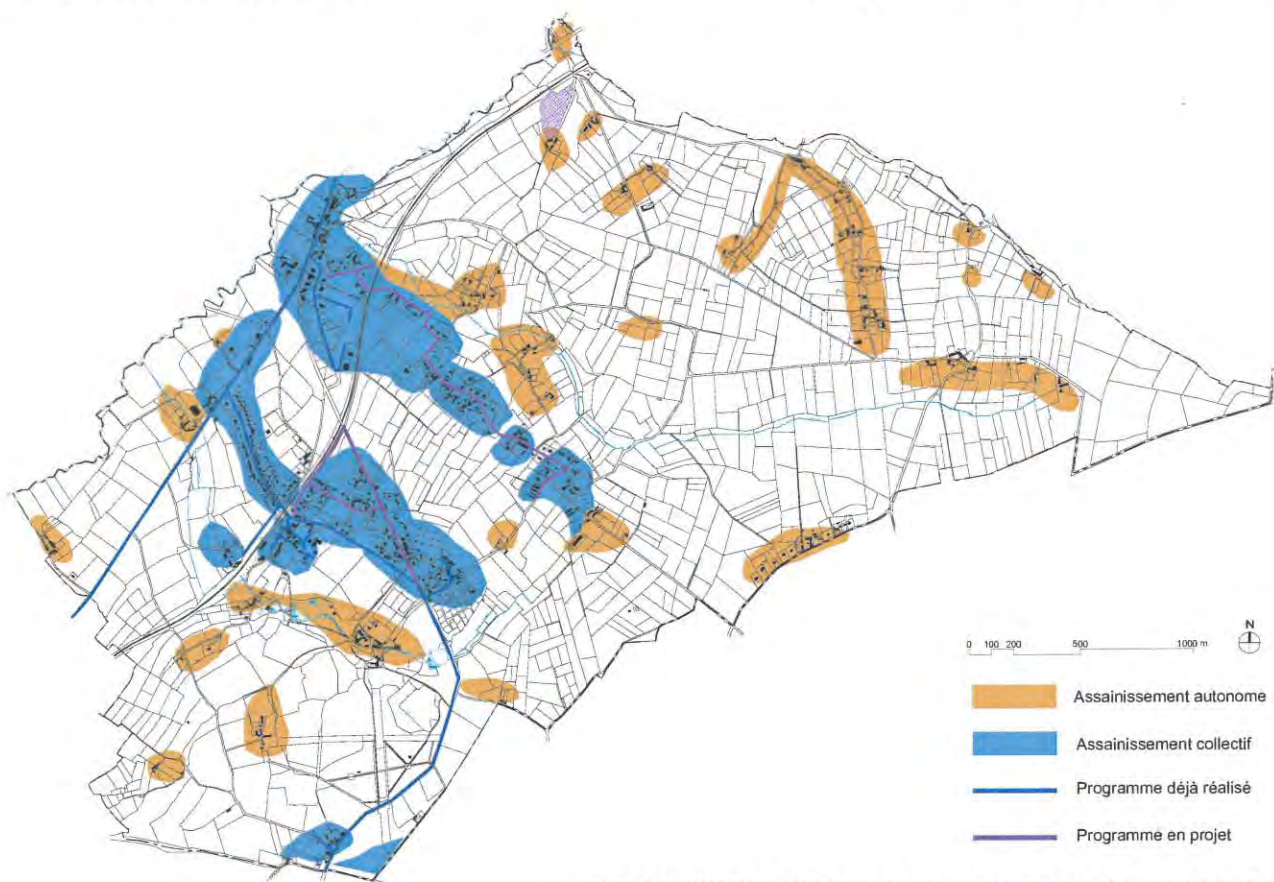 N
0 100 200 500 1000 m
Assainissement autonome
Assainissement collectif
Programme déjà réalisé
Programme en projet